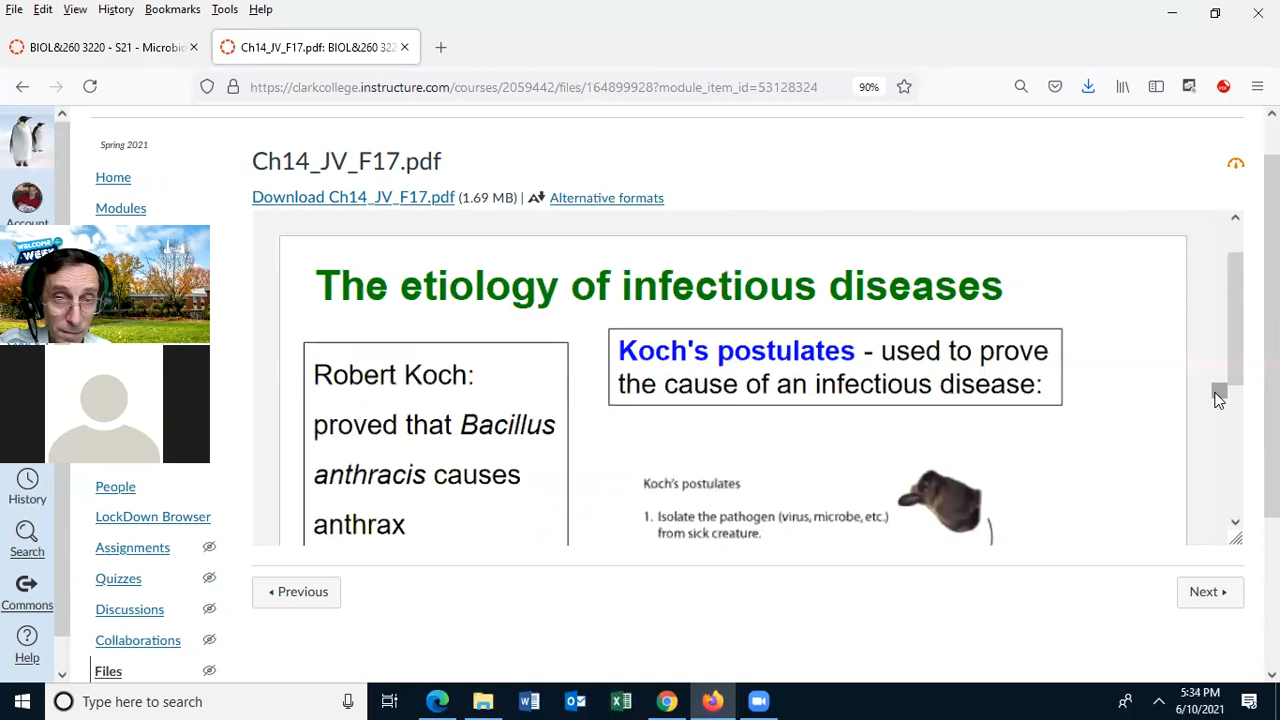 File Edit View History Bookmarks Tools Help
BIOL&260 3220 - S21 - Microbio
Ch14_JV_F17.pdf: BIOL&260 322
https://clarkcollege.instructure.com/courses/2059442/files/164899928?module_item_id=53128324
90%
Spring 2021
Home
Modules
People
LockDown Browser
Assignments
Quizzes
Discussions
Collaborations
Files
Account
WELCOME
WEEK
History
Search
Commons
Help
Ch14_JV_F17.pdf
Download Ch14_JV_F17.pdf (1.69 MB) | Alternative formats
The etiology of infectious diseases
Robert Koch:
proved that Bacillus
anthracis causes
anthrax
Koch's postulates - used to prove
the cause of an infectious disease:
Koch's postulates
1. Isolate the pathogen (virus, microbe, etc.)
from sick creature.
Previous
Next
Type here to search
5:34 PM
6/10/2021